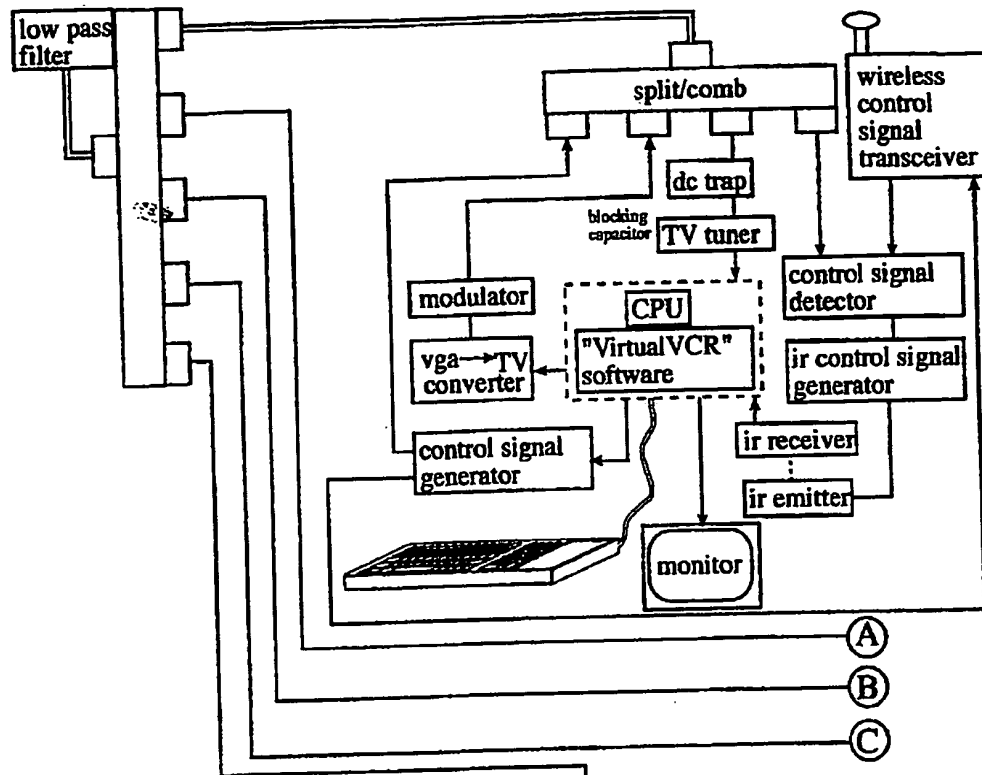 low pass
filter
split/comb
wireless
control
signal
transceiver
dc trap
blocking
capacitor
TV tuner
control signal
detector
modulator
CPU
"VirtualVCR"
software
vga → TV
converter
ir control signal
generator
control signal
generator
ir receiver
ir emitter
monitor
A
B
C